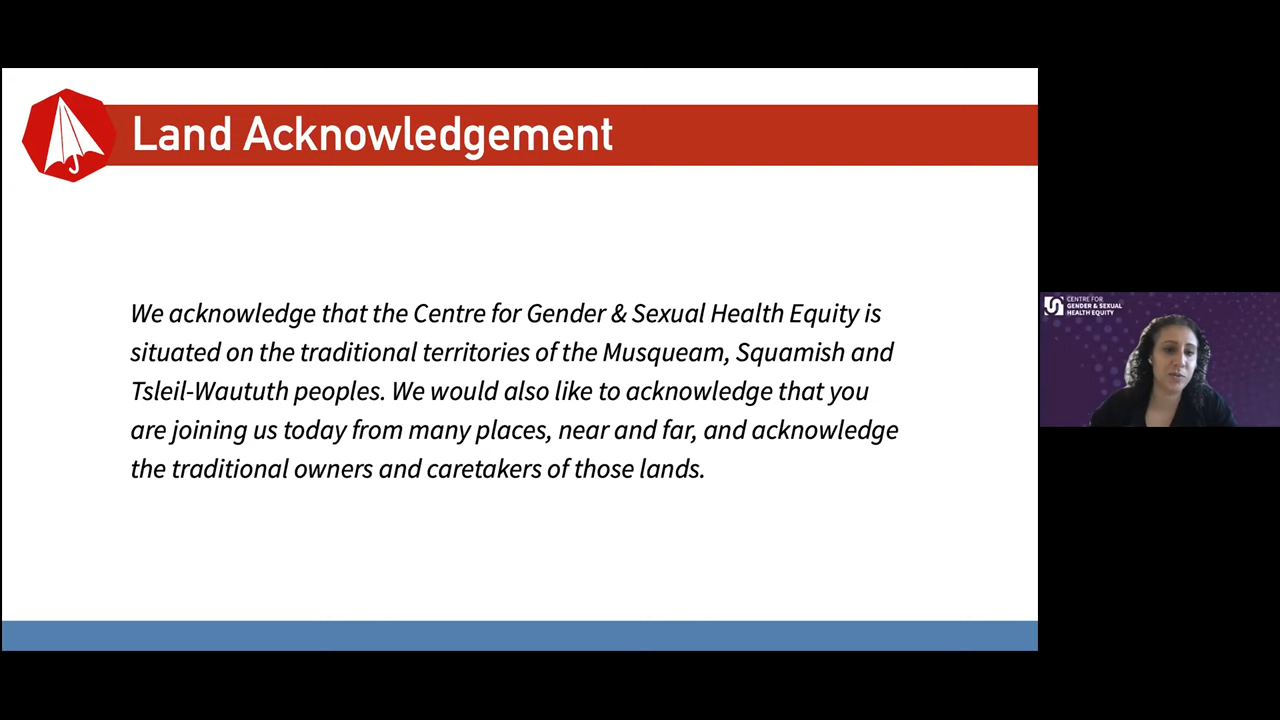 Land Acknowledgement
We acknowledge that the Centre for Gender & Sexual Health Equity is
situated on the traditional territories of the Musqueam, Squamish and
Tsleil-Waututh peoples. We would also like to acknowledge that you
are joining us today from many places, near and far, and acknowledge
the traditional owners and caretakers of those lands.
CENTRE FOR
GENDER & SEXUAL
HEALTH EQUITY